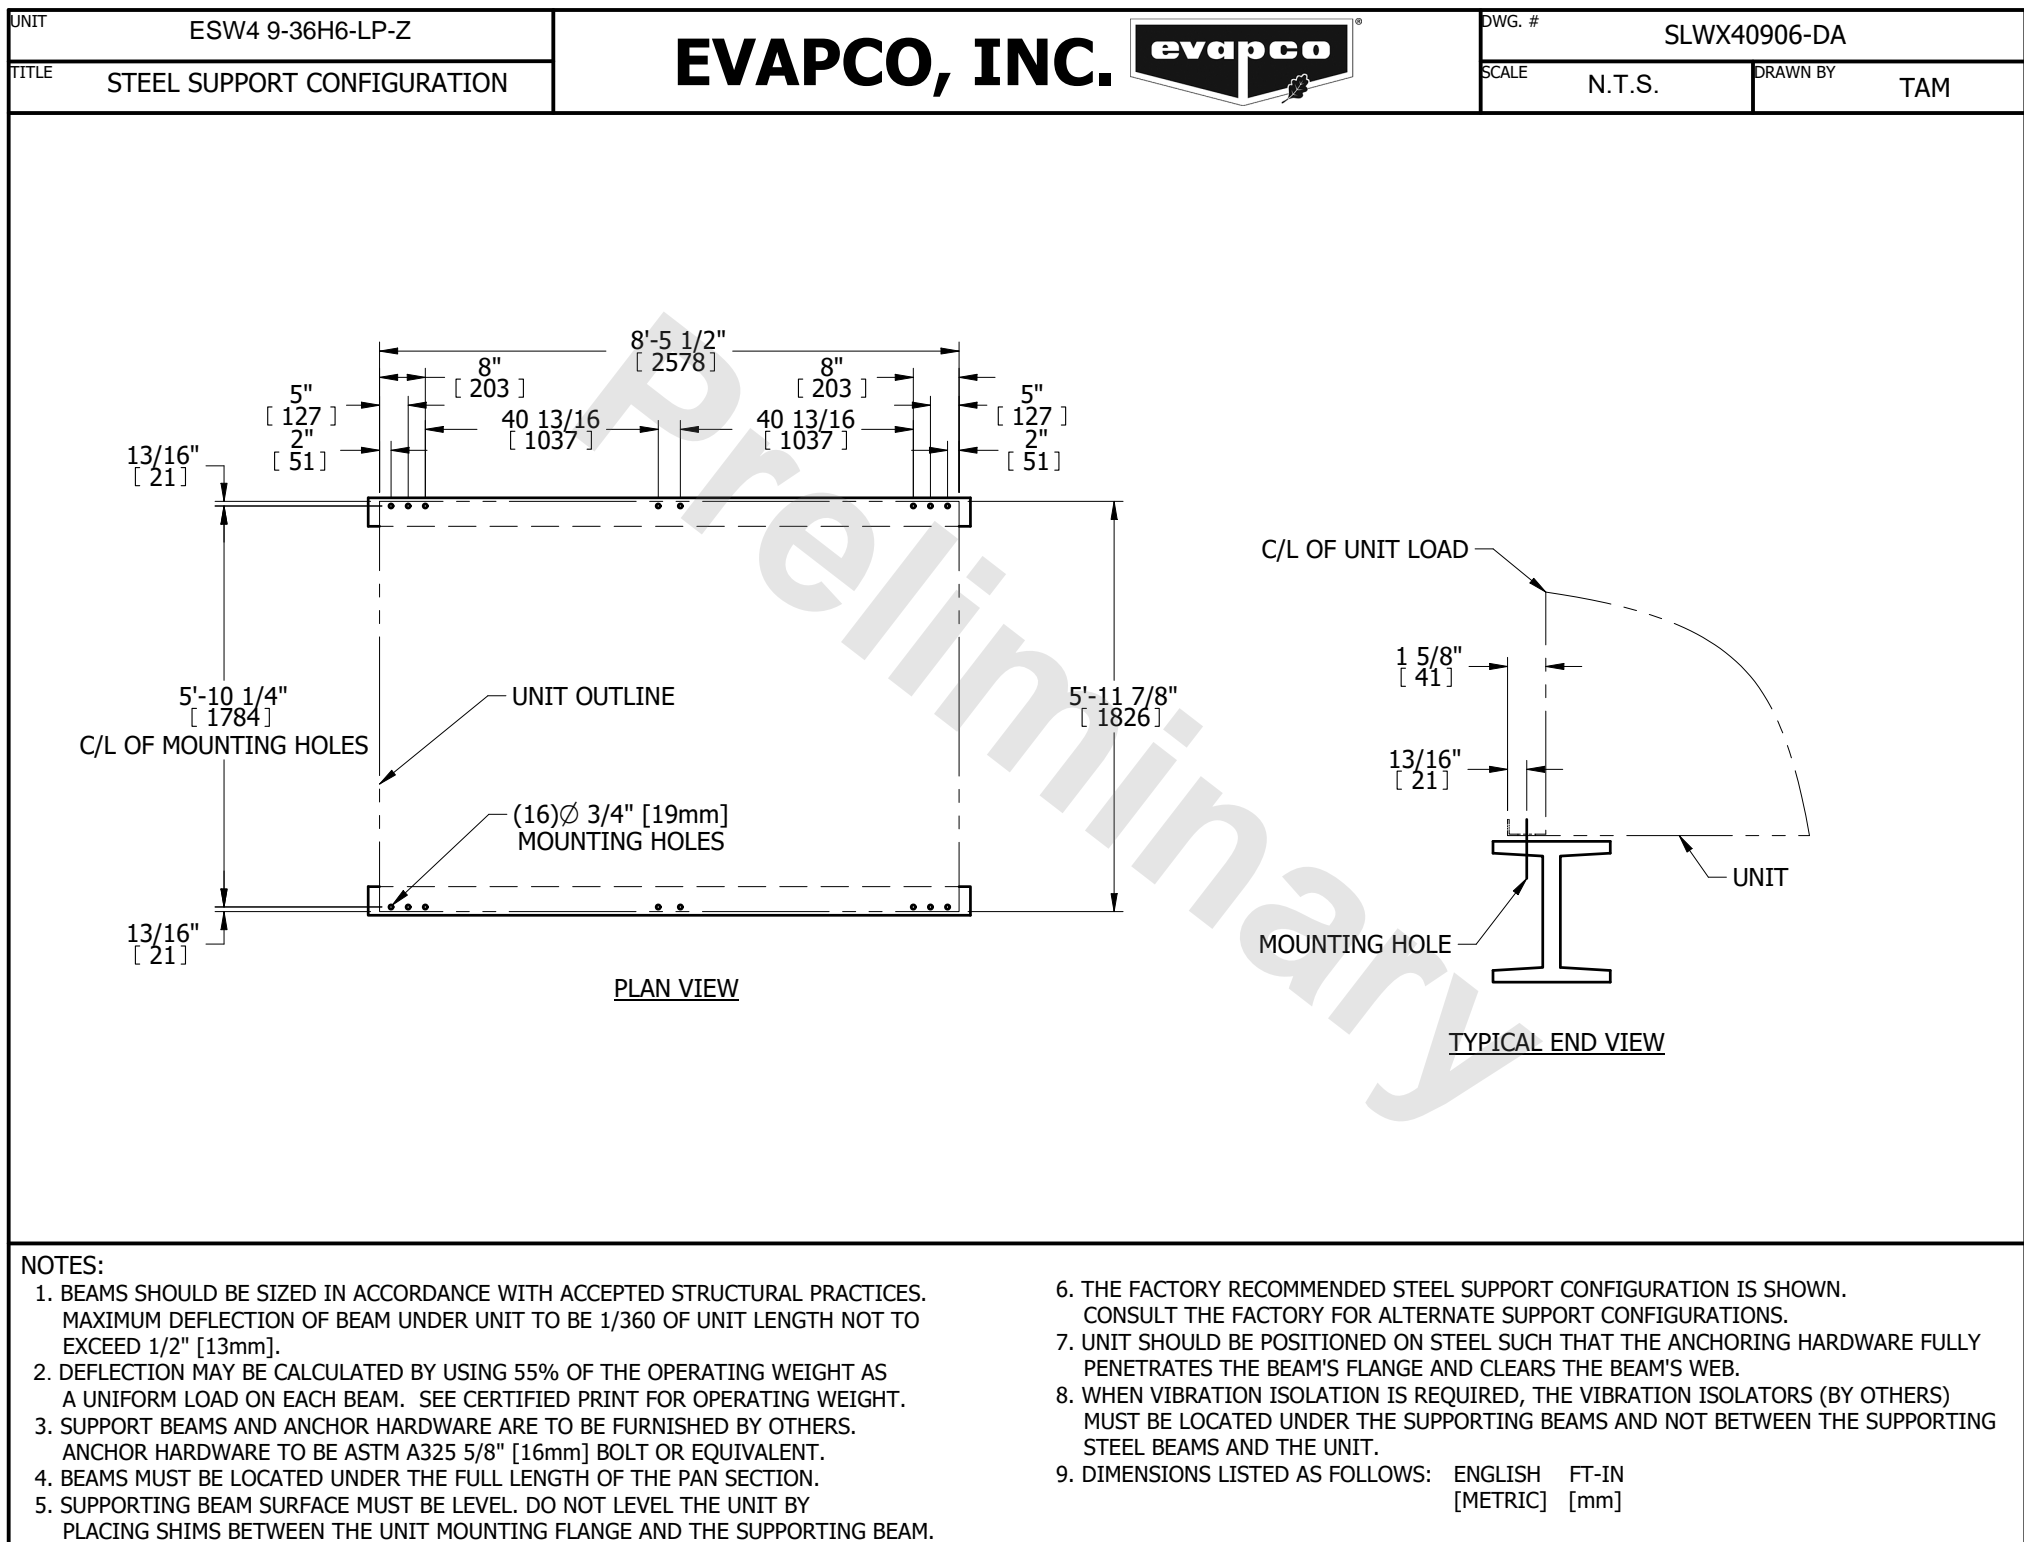 UNIT
ESW4 9-36H6-LP-Z
TITLE
STEEL SUPPORT CONFIGURATION
EVAPCO, INC.
evapco
®
DWG. #
SLWX40906-DA
SCALE
N.T.S.
DRAWN BY
TAM
8'-5 1/2"
[ 2578 ]
8"
[ 203 ]
8"
[ 203 ]
5"
[ 127 ]
5"
[ 127 ]
40 13/16
[ 1037 ]
40 13/16
[ 1037 ]
2"
[ 51 ]
2"
[ 51 ]
13/16"
[ 21 ]
5'-10 1/4"
[ 1784 ]
C/L OF MOUNTING HOLES
UNIT OUTLINE
5'-11 7/8"
[ 1826 ]
(16)∅ 3/4" [19mm]
MOUNTING HOLES
13/16"
[ 21 ]
PLAN VIEW
C/L OF UNIT LOAD
1 5/8"
[ 41 ]
13/16"
[ 21 ]
UNIT
MOUNTING HOLE
TYPICAL END VIEW
Preliminary
NOTES:
1. BEAMS SHOULD BE SIZED IN ACCORDANCE WITH ACCEPTED STRUCTURAL PRACTICES.
MAXIMUM DEFLECTION OF BEAM UNDER UNIT TO BE 1/360 OF UNIT LENGTH NOT TO
EXCEED 1/2" [13mm].
2. DEFLECTION MAY BE CALCULATED BY USING 55% OF THE OPERATING WEIGHT AS
A UNIFORM LOAD ON EACH BEAM. SEE CERTIFIED PRINT FOR OPERATING WEIGHT.
3. SUPPORT BEAMS AND ANCHOR HARDWARE ARE TO BE FURNISHED BY OTHERS.
ANCHOR HARDWARE TO BE ASTM A325 5/8" [16mm] BOLT OR EQUIVALENT.
4. BEAMS MUST BE LOCATED UNDER THE FULL LENGTH OF THE PAN SECTION.
5. SUPPORTING BEAM SURFACE MUST BE LEVEL. DO NOT LEVEL THE UNIT BY
PLACING SHIMS BETWEEN THE UNIT MOUNTING FLANGE AND THE SUPPORTING BEAM.
6. THE FACTORY RECOMMENDED STEEL SUPPORT CONFIGURATION IS SHOWN.
CONSULT THE FACTORY FOR ALTERNATE SUPPORT CONFIGURATIONS.
7. UNIT SHOULD BE POSITIONED ON STEEL SUCH THAT THE ANCHORING HARDWARE FULLY
PENETRATES THE BEAM'S FLANGE AND CLEARS THE BEAM'S WEB.
8. WHEN VIBRATION ISOLATION IS REQUIRED, THE VIBRATION ISOLATORS (BY OTHERS)
MUST BE LOCATED UNDER THE SUPPORTING BEAMS AND NOT BETWEEN THE SUPPORTING
STEEL BEAMS AND THE UNIT.
9. DIMENSIONS LISTED AS FOLLOWS: ENGLISH FT-IN
[METRIC] [mm]